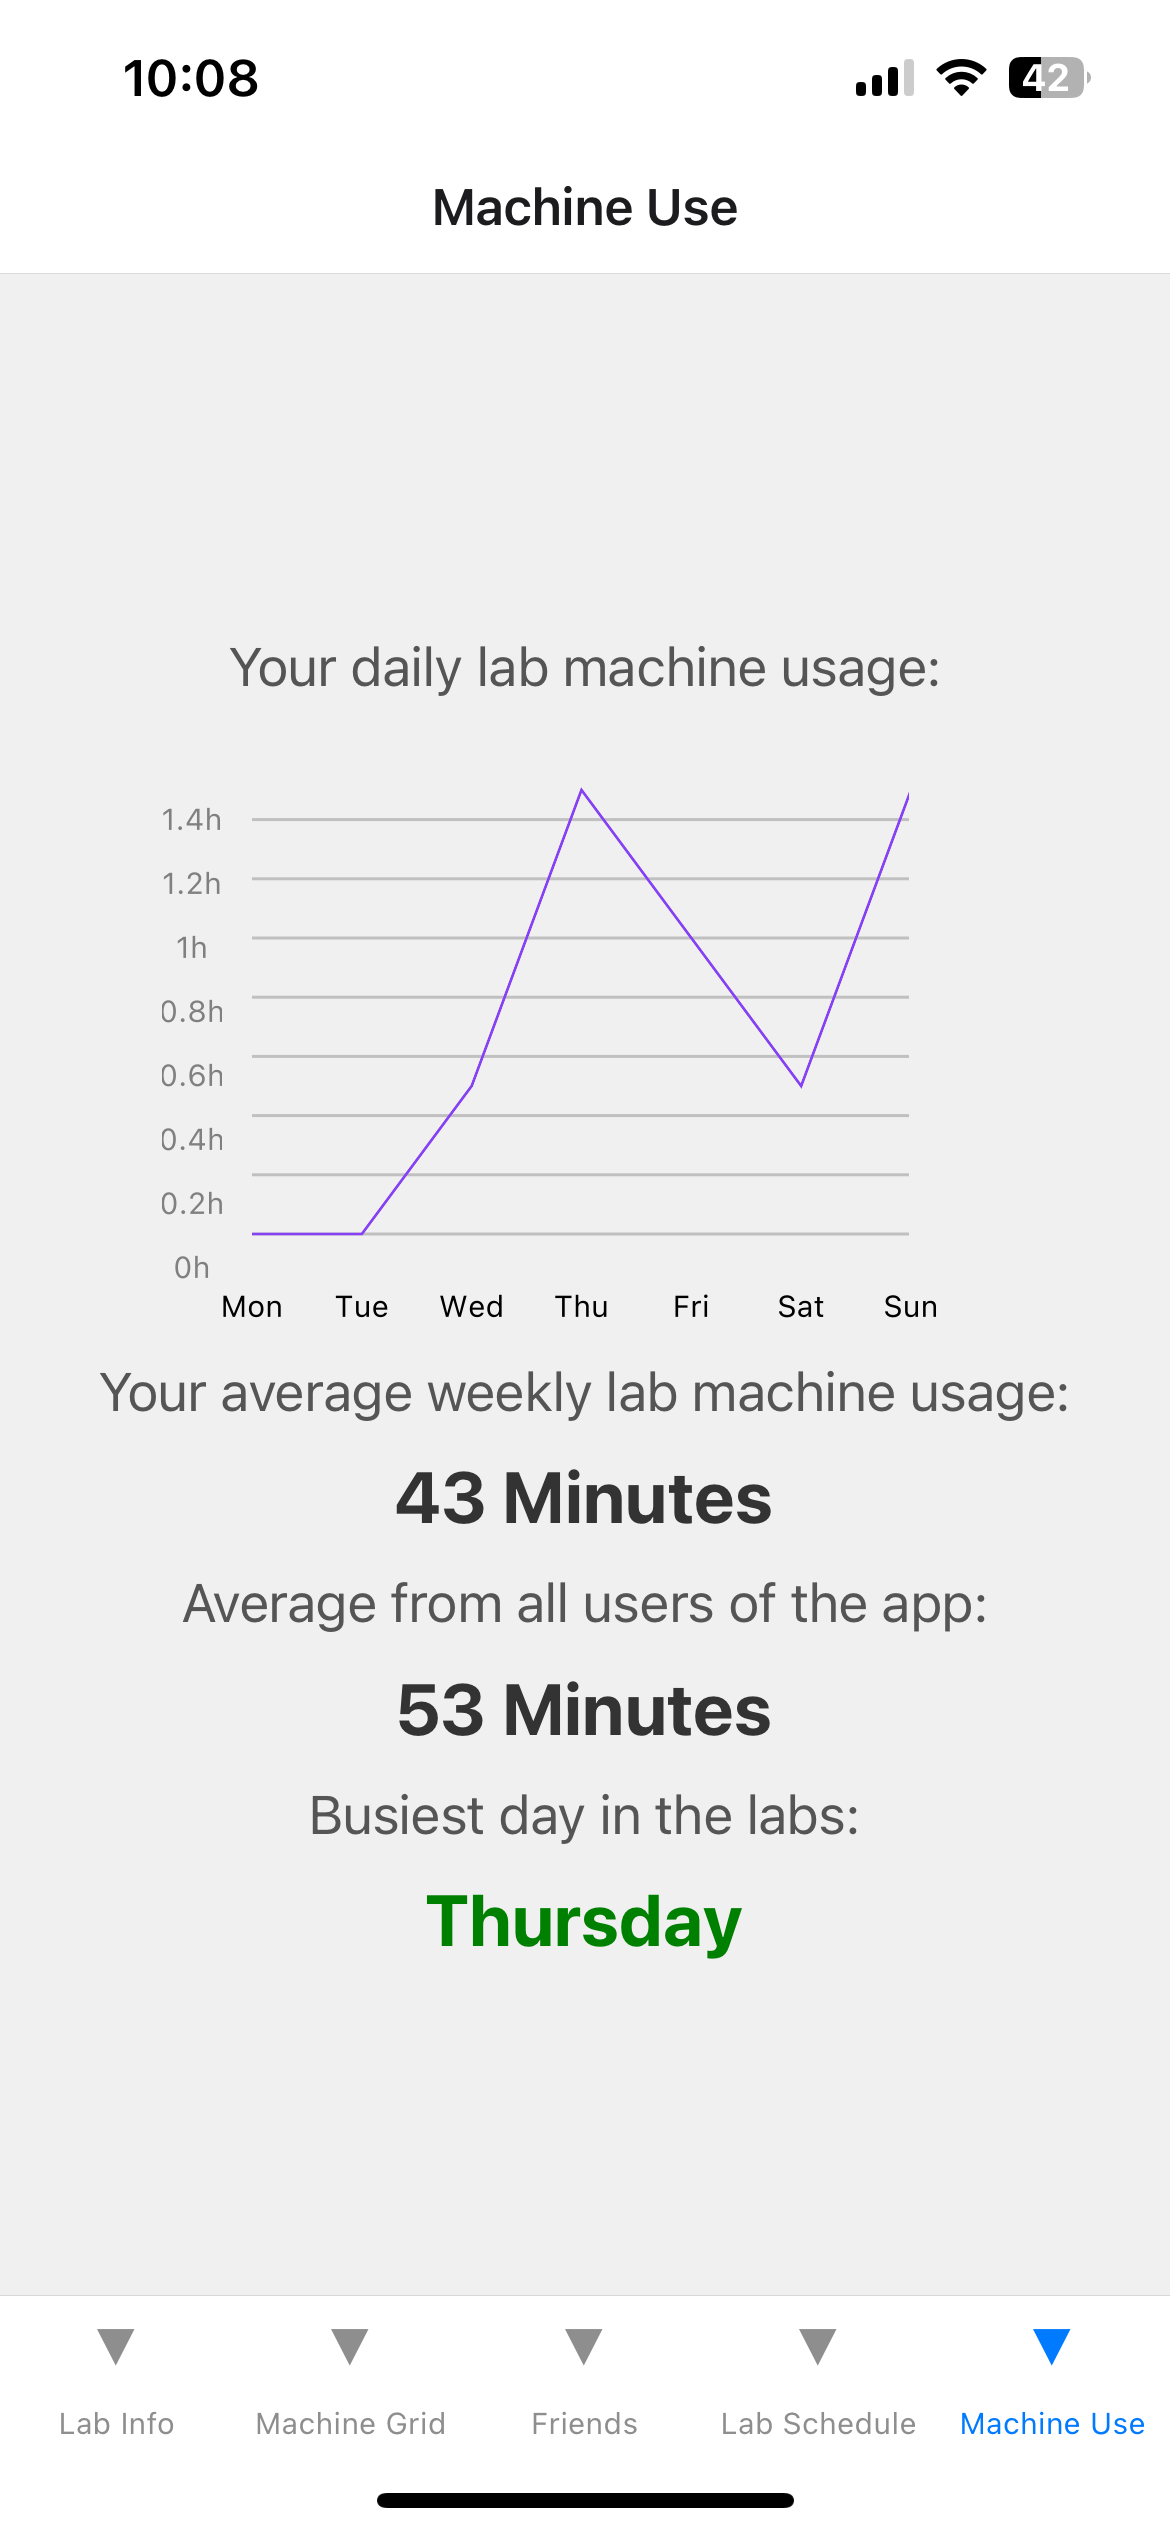 10:08
42
Machine Use
Your daily lab machine usage:
1.4h
1.2h
1h
0.8h
0.6h
0.4h
0.2h
0h
Mon Tue Wed Thu Fri Sat Sun
Your average weekly lab machine usage:
43 Minutes
Average from all users of the app:
53 Minutes
Busiest day in the labs:
Thursday
Lab Info Machine Grid Friends Lab Schedule Machine Use